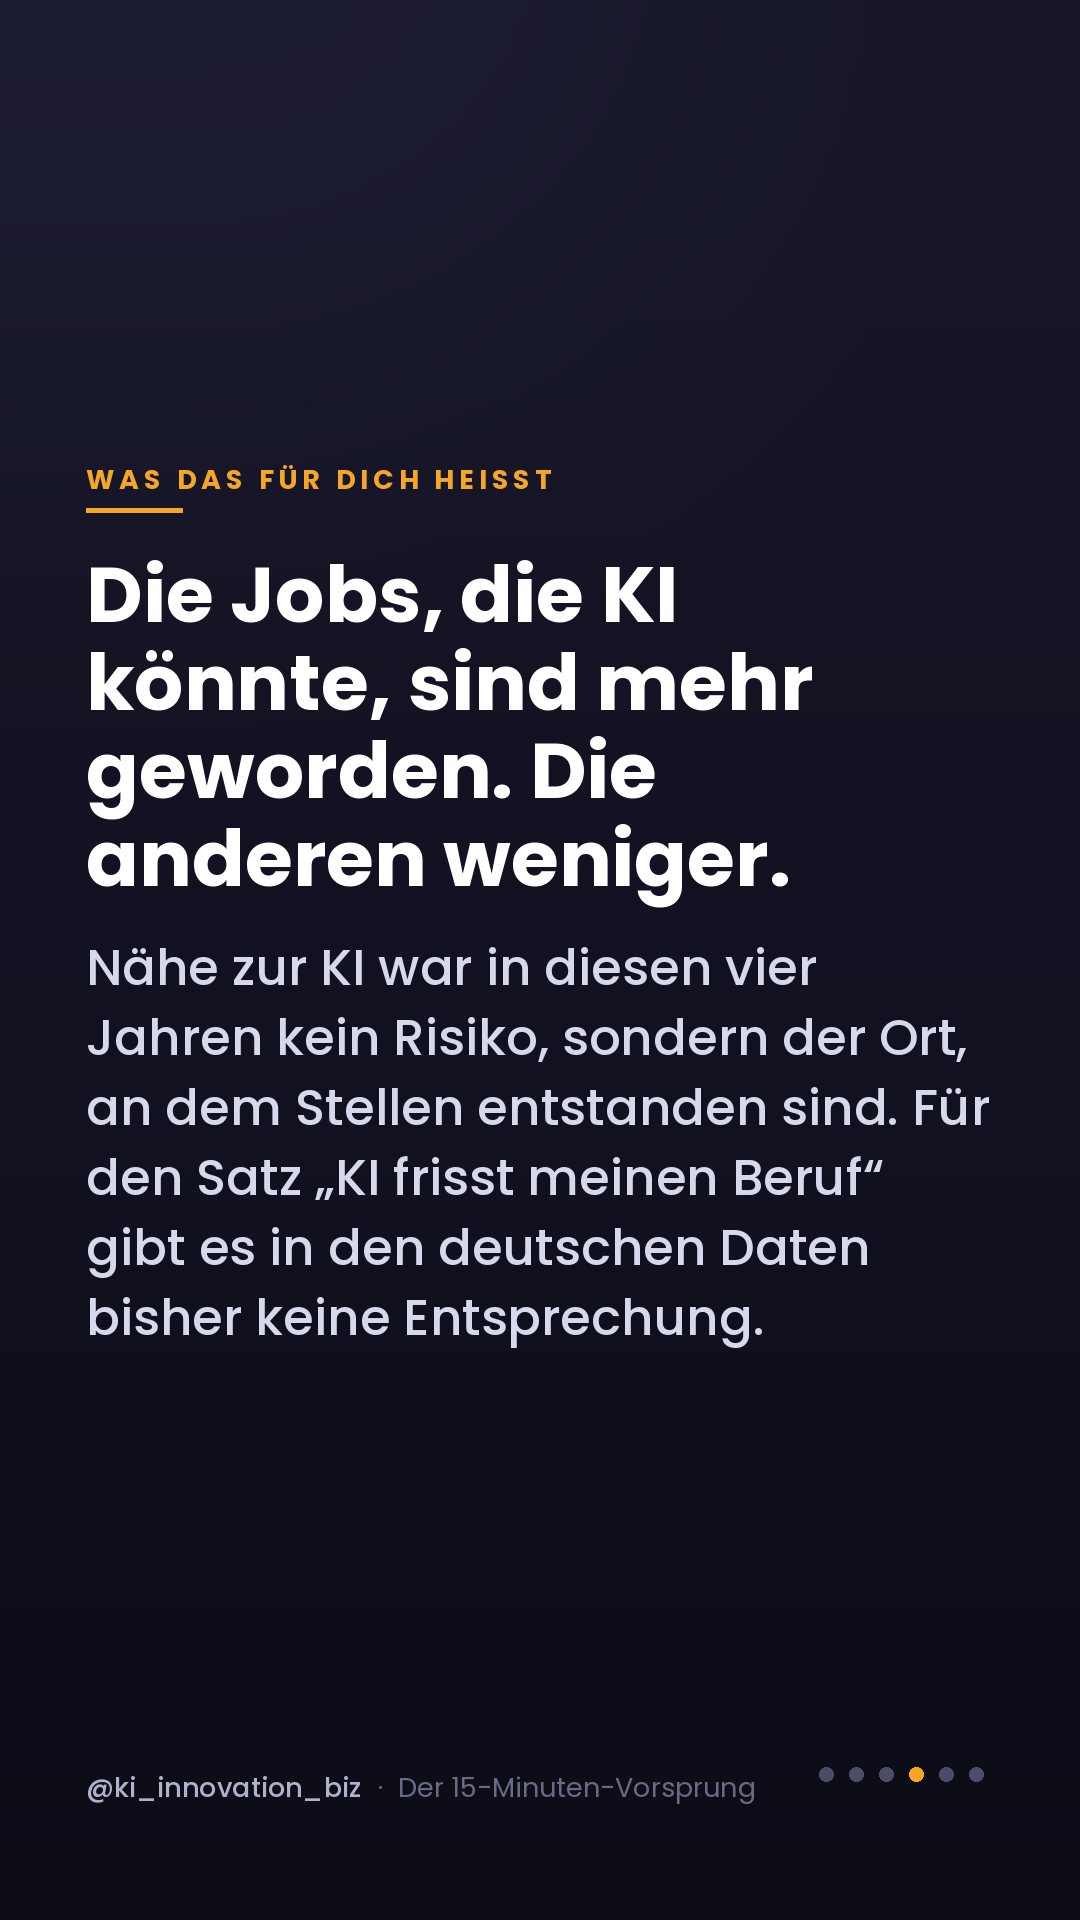 WAS DAS FÜR DICH HEISST
Die Jobs, die KI
könnte, sind mehr
geworden. Die
anderen weniger.
Nähe zur KI war in diesen vier
Jahren kein Risiko, sondern der Ort,
an dem Stellen entstanden sind. Für
den Satz „KI frisst meinen Beruf“
gibt es in den deutschen Daten
bisher keine Entsprechung.
@ki_innovation_biz · Der 15-Minuten-Vorsprung